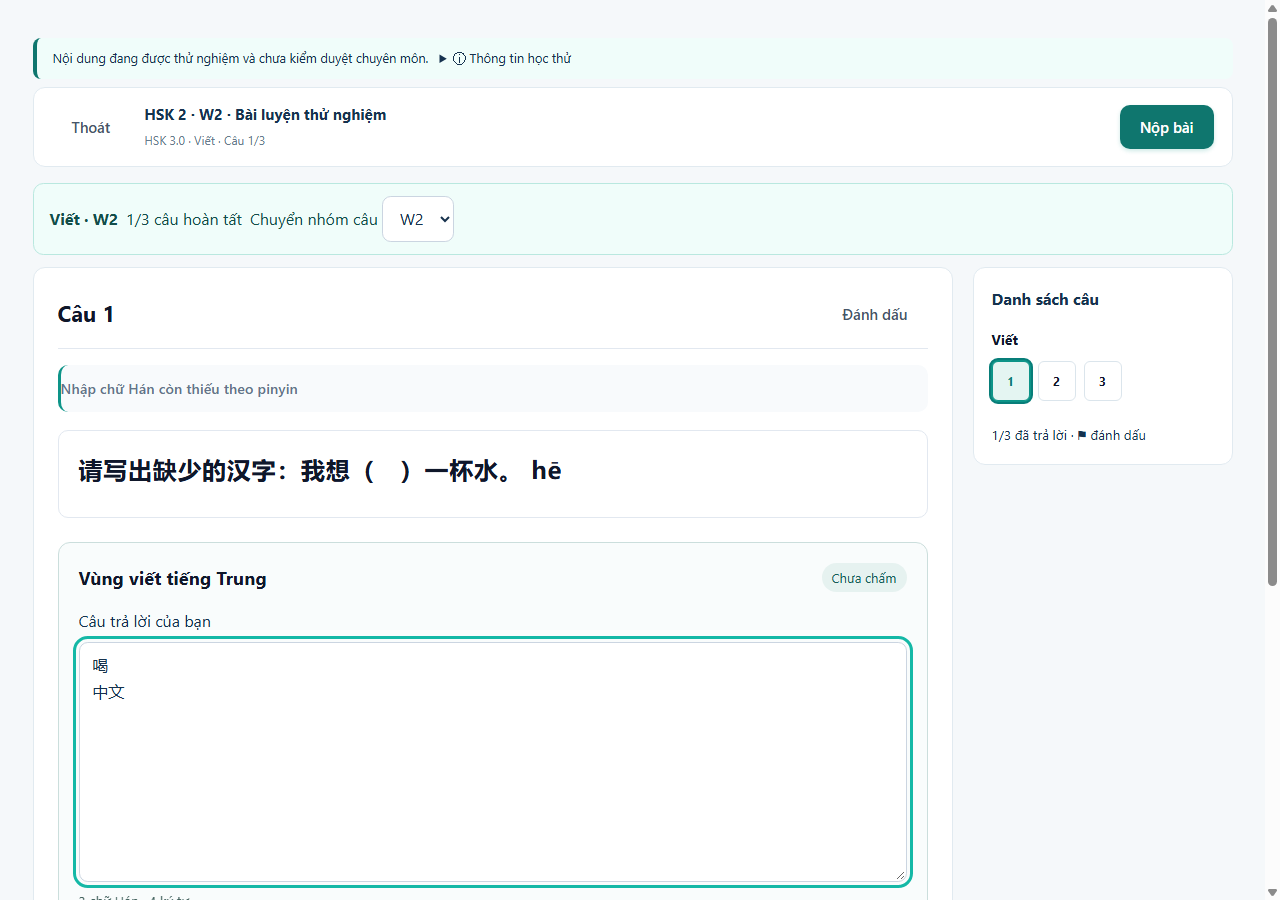 Nội dung đang được thử nghiệm và chưa kiểm duyệt chuyên môn. ▶ ⓘ Thông tin học thử
Thoát
HSK 2 · W2 · Bài luyện thử nghiệm
HSK 3.0 · Viết · Câu 1/3
Nộp bài
Viết · W2 1/3 câu hoàn tất Chuyển nhóm câu W2
Câu 1
Đánh dấu
Nhập chữ Hán còn thiếu theo pinyin
请写出缺少的汉字：我想（　）一杯水。 hē
Vùng viết tiếng Trung
Chưa chấm
Câu trả lời của bạn
喝
中文
Danh sách câu
Viết
1 2 3
1/3 đã trả lời · ⚑ đánh dấu